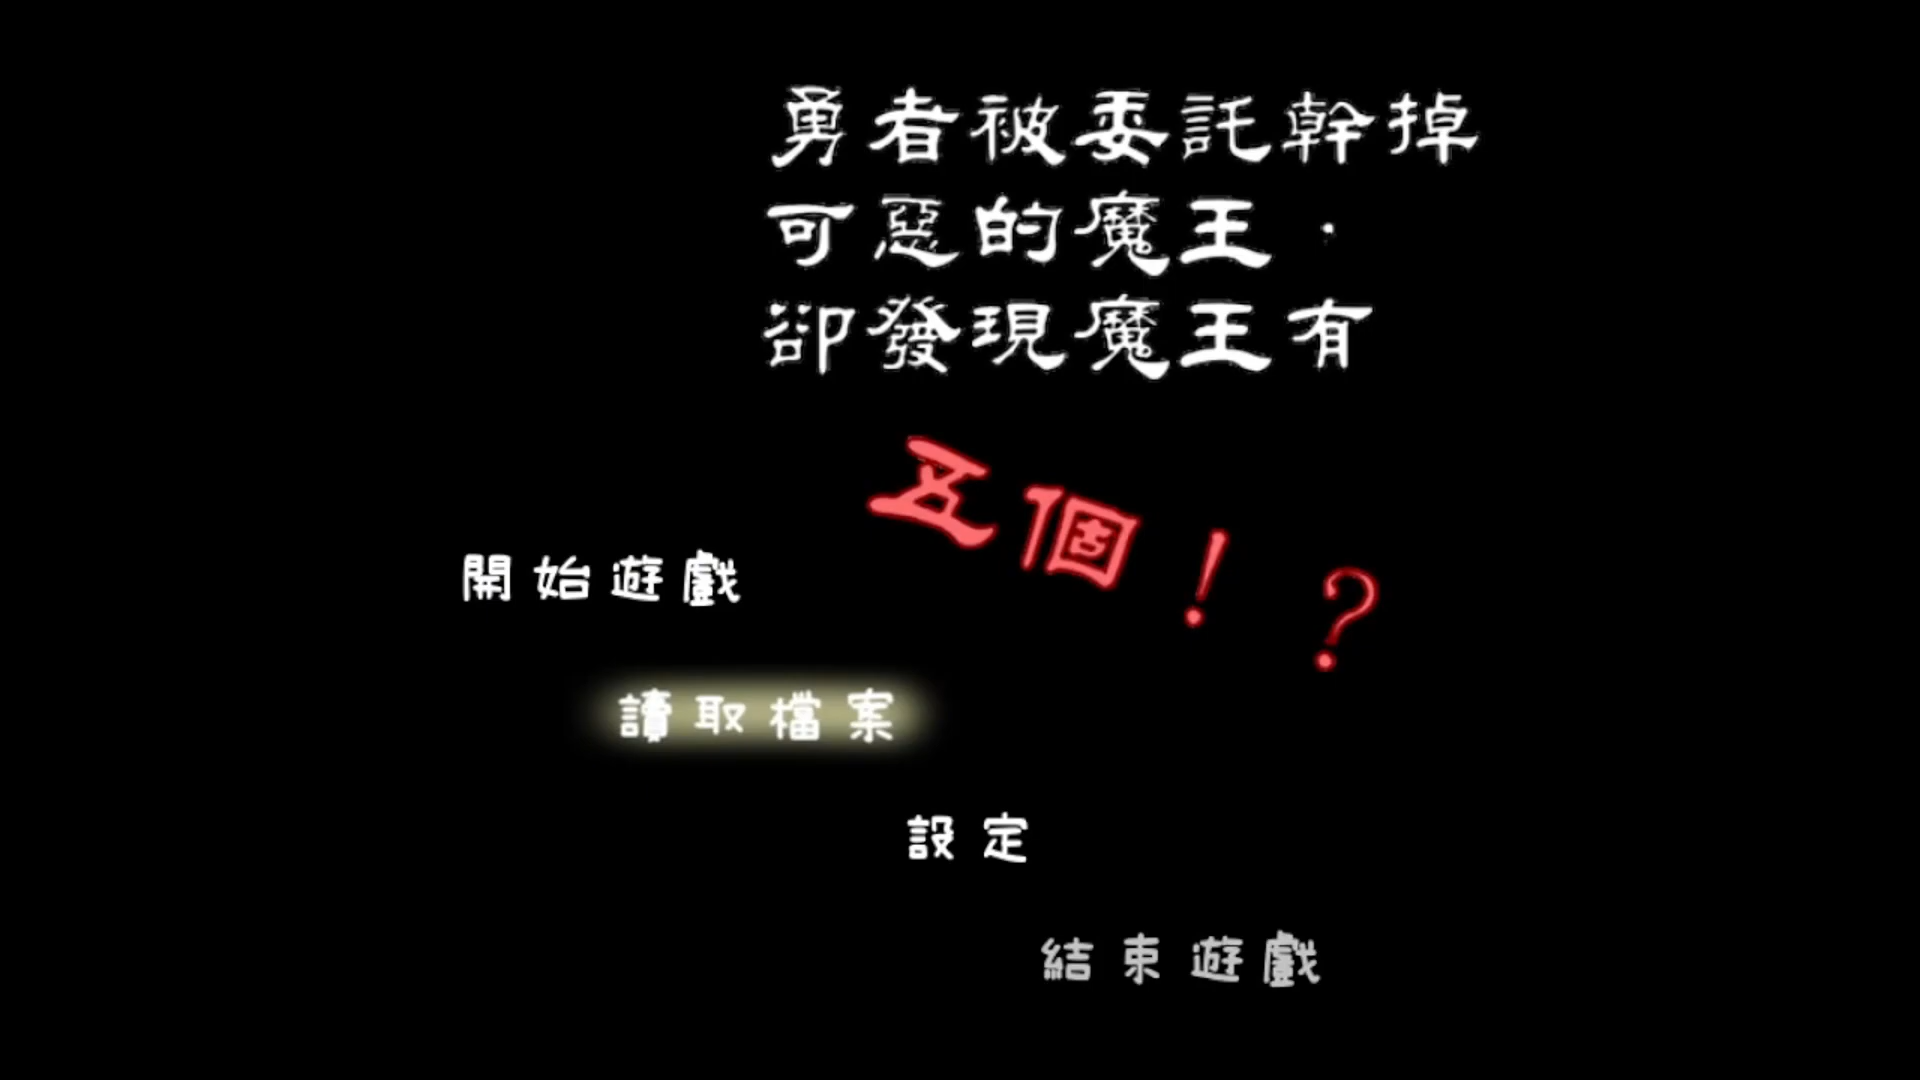 勇者被委託幹掉
可惡的魔王．
卻發現魔王有
五個！？
開始遊戲
讀取檔案
設定
結束遊戲